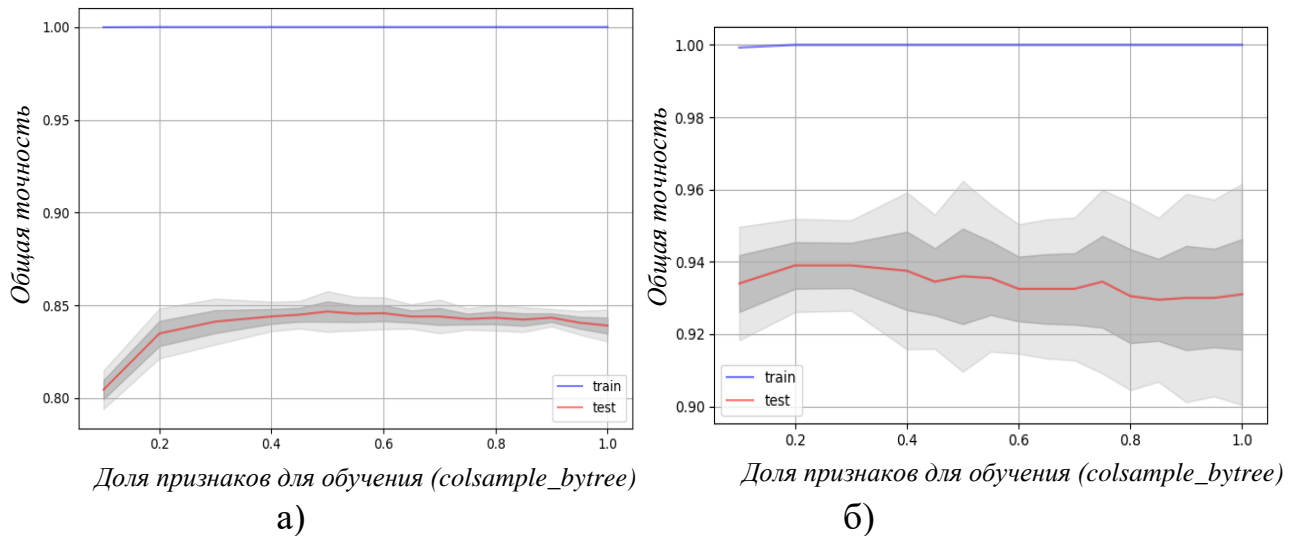 1.00
0.95
0.90
0.85
0.80
Общая точность
0.2 0.4 0.6 0.8 1.0
train
test
Доля признаков для обучения (colsample_bytree)
а)
1.00
0.98
0.96
0.94
0.92
0.90
Общая точность
0.2 0.4 0.6 0.8 1.0
train
test
Доля признаков для обучения (colsample_bytree)
б)